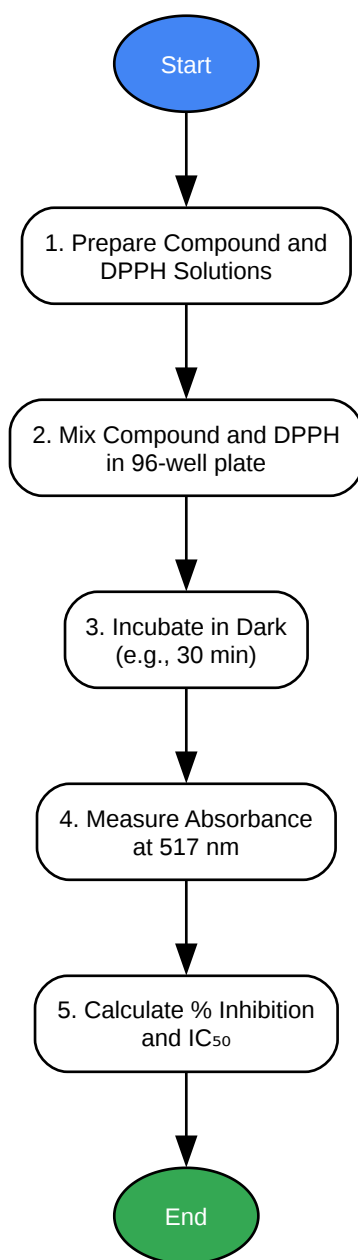 Start
1. Prepare Compound and
DPPH Solutions
2. Mix Compound and DPPH
in 96-well plate
3. Incubate in Dark
(e.g., 30 min)
4. Measure Absorbance
at 517 nm
5. Calculate % Inhibition
and IC₅₀
End